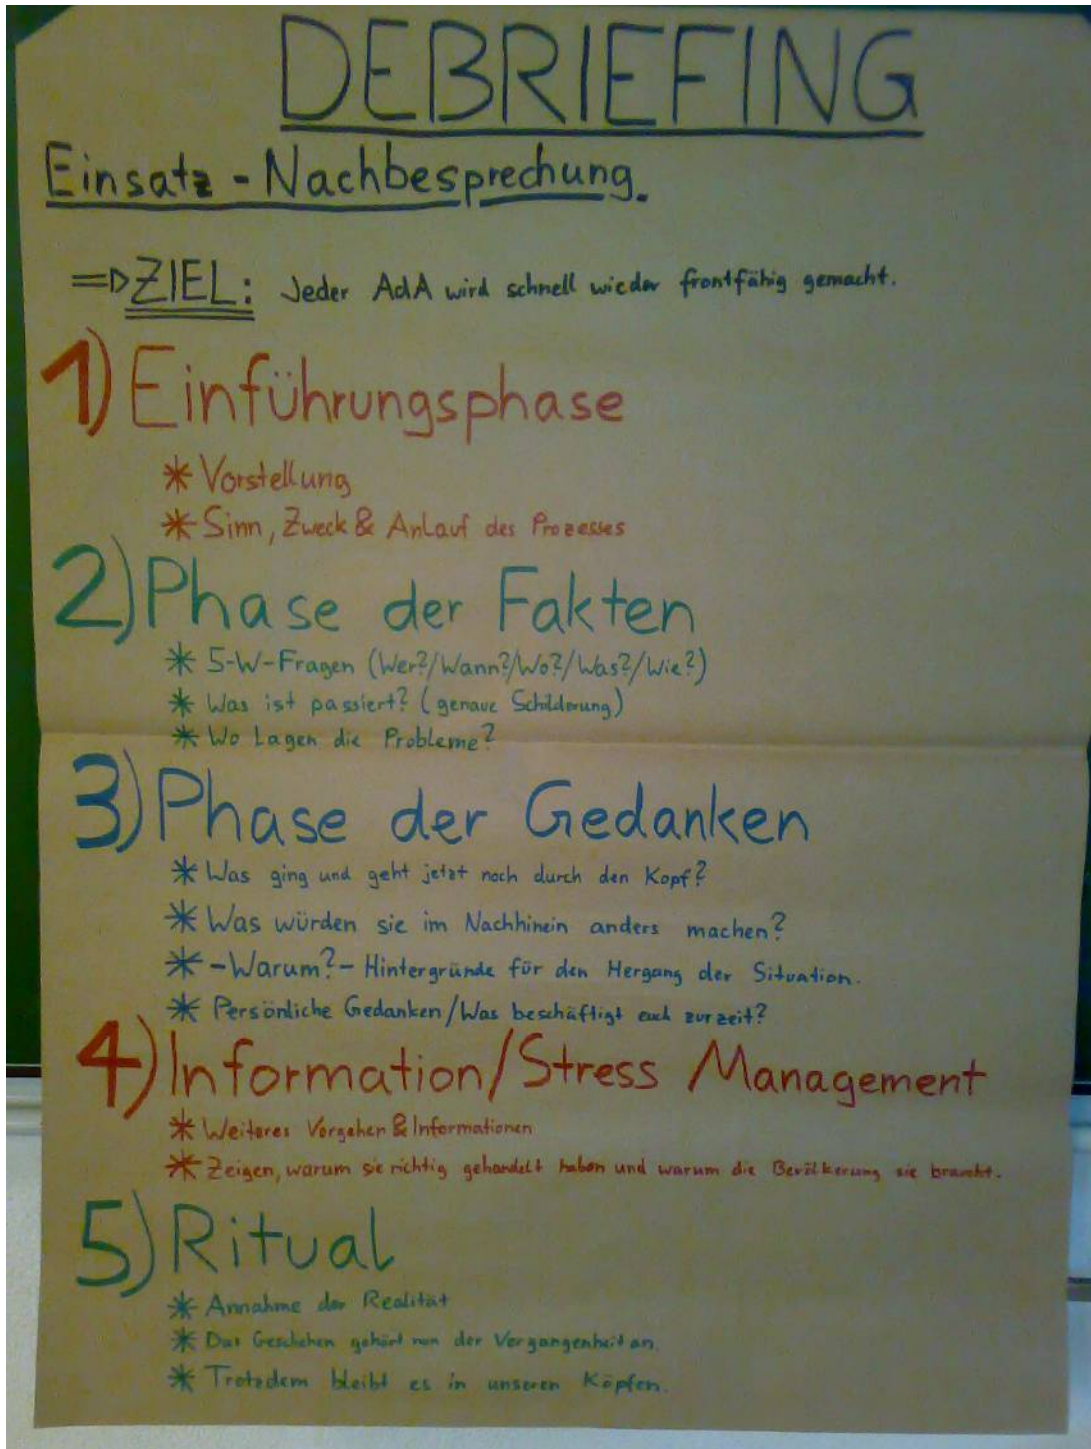 DEBRIEFING
Einsatz - Nachbesprechung.
⇒ ZIEL: Jeder AdA wird schnell wieder frontfähig gemacht.
1) Einführungsphase
* Vorstellung
* Sinn, Zweck & Anlauf des Prozesses
2) Phase der Fakten
* 5-W-Fragen (Wer?/Wann?/Wo?/Was?/Wie?)
* Was ist passiert? (genaue Schilderung)
* Wo Lagen die Probleme?
3) Phase der Gedanken
* Was ging und geht jetzt noch durch den Kopf?
* Was würden sie im Nachhinein anders machen?
* -Warum?- Hintergründe für den Hergang der Situation.
* Persönliche Gedanken/Was beschäftigt euch zurzeit?
4) Information/Stress Management
* Weiteres Vorgehen & Informationen
* Zeigen, warum sie richtig gehandelt haben und warum die Bevölkerung sie braucht.
5) Ritual
* Annahme der Realität
* Das Geschehen gehört nun der Vergangenheit an.
* Trotzdem bleibt es in unseren Köpfen.